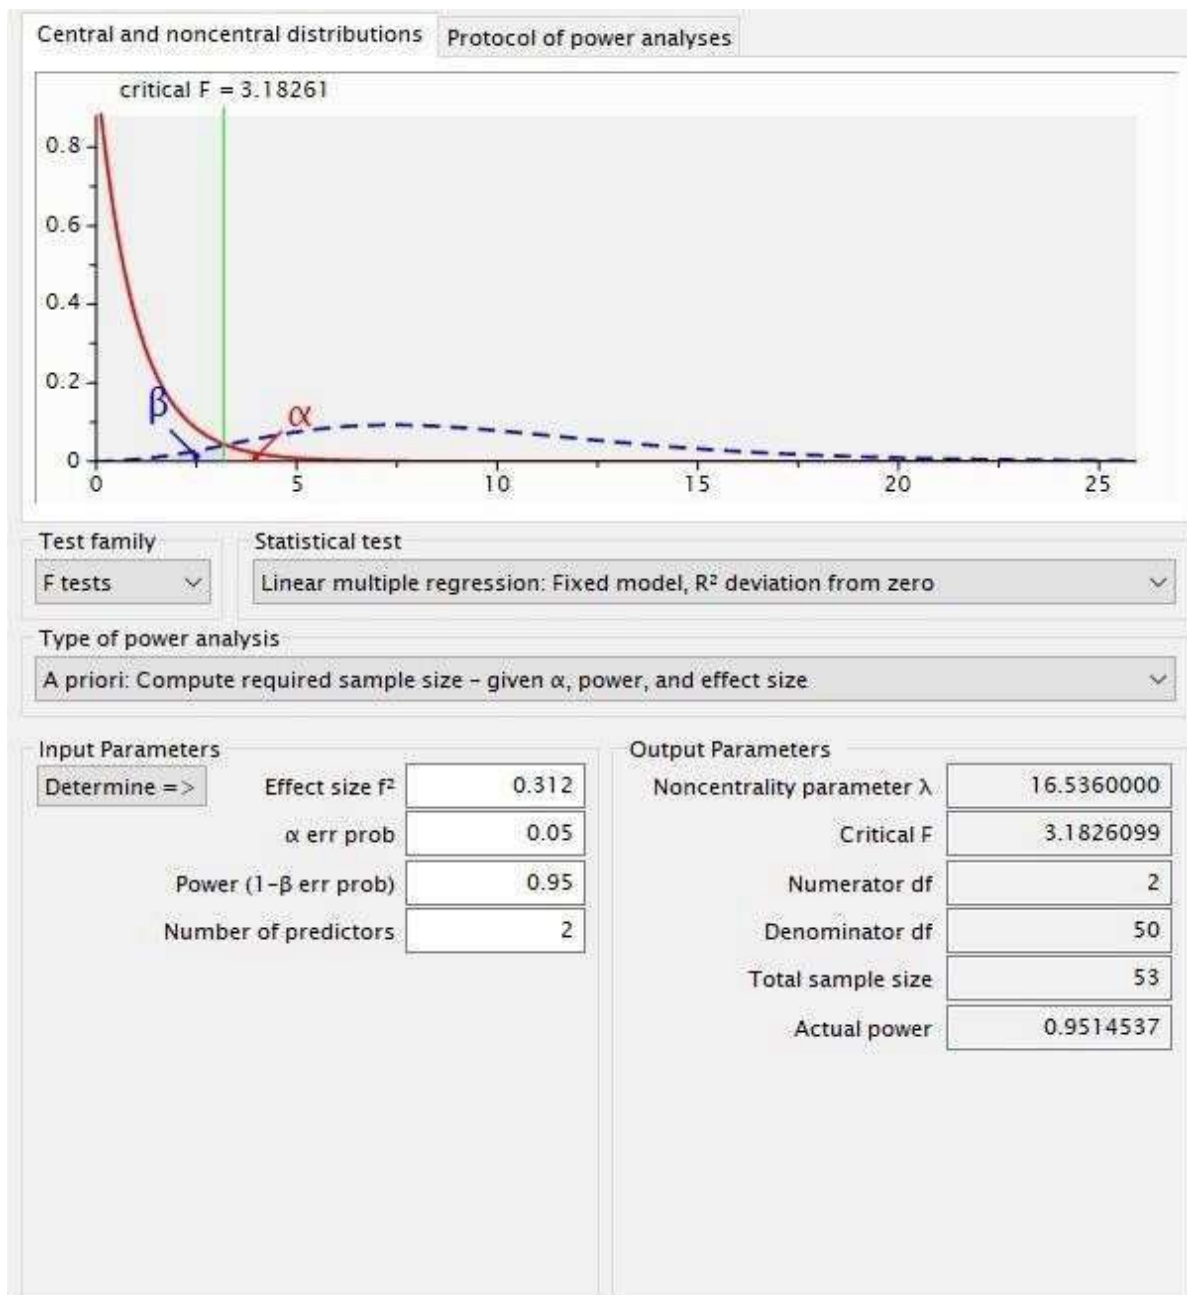 Central and noncentral distributions
Protocol of power analyses
critical F = 3.18261
0.8
0.6
0.4
0.2
0
β
α
0
5
10
15
20
25
Test family
Statistical test
F tests
Linear multiple regression: Fixed model, R² deviation from zero
Type of power analysis
A priori: Compute required sample size – given α, power, and effect size
Input Parameters
Determine =>
Effect size f² 0.312
α err prob 0.05
Power (1-β err prob) 0.95
Number of predictors 2
Output Parameters
Noncentrality parameter λ 16.5360000
Critical F 3.1826099
Numerator df 2
Denominator df 50
Total sample size 53
Actual power 0.9514537